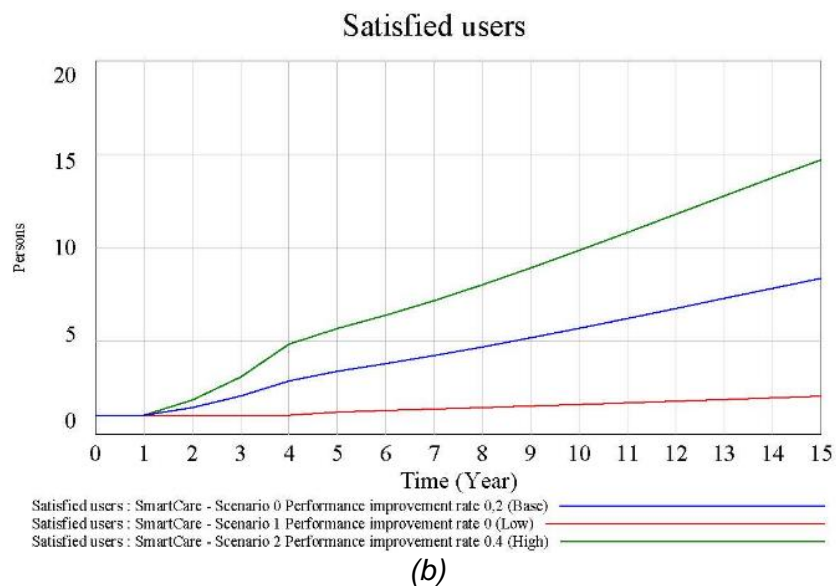 Satisfied users
20
15
10
5
0
Persons
0 1 2 3 4 5 6 7 8 9 10 11 12 13 14 15
Time (Year)
Satisfied users : SmartCare - Scenario 0 Performance improvement rate 0,2 (Base)
Satisfied users : SmartCare - Scenario 1 Performance improvement rate 0 (Low)
Satisfied users : SmartCare - Scenario 2 Performance improvement rate 0.4 (High)
(b)